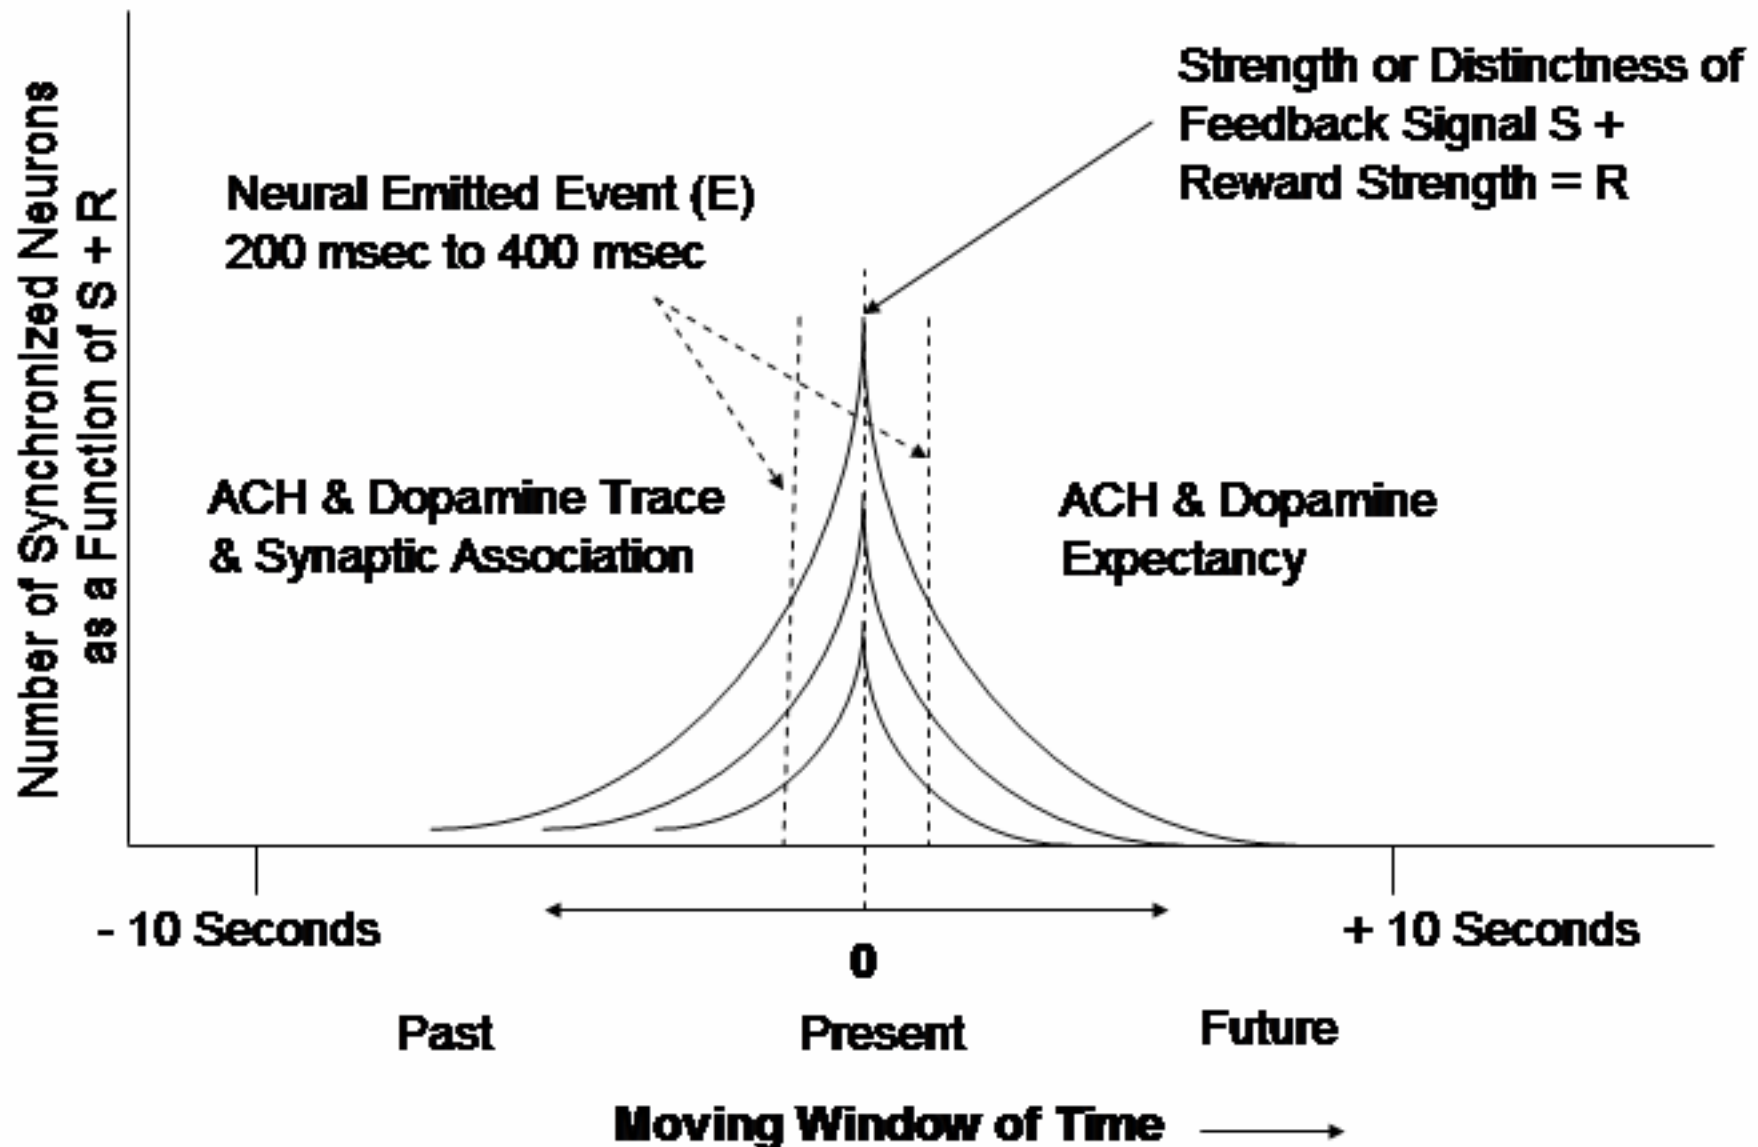 Number of Synchronized Neurons
as a Function of S + R
Strength or Distinctness of
Feedback Signal S +
Reward Strength = R
Neural Emitted Event (E)
200 msec to 400 msec
ACH & Dopamine Trace
& Synaptic Association
ACH & Dopamine
Expectancy
- 10 Seconds
0
+ 10 Seconds
Past
Present
Future
Moving Window of Time